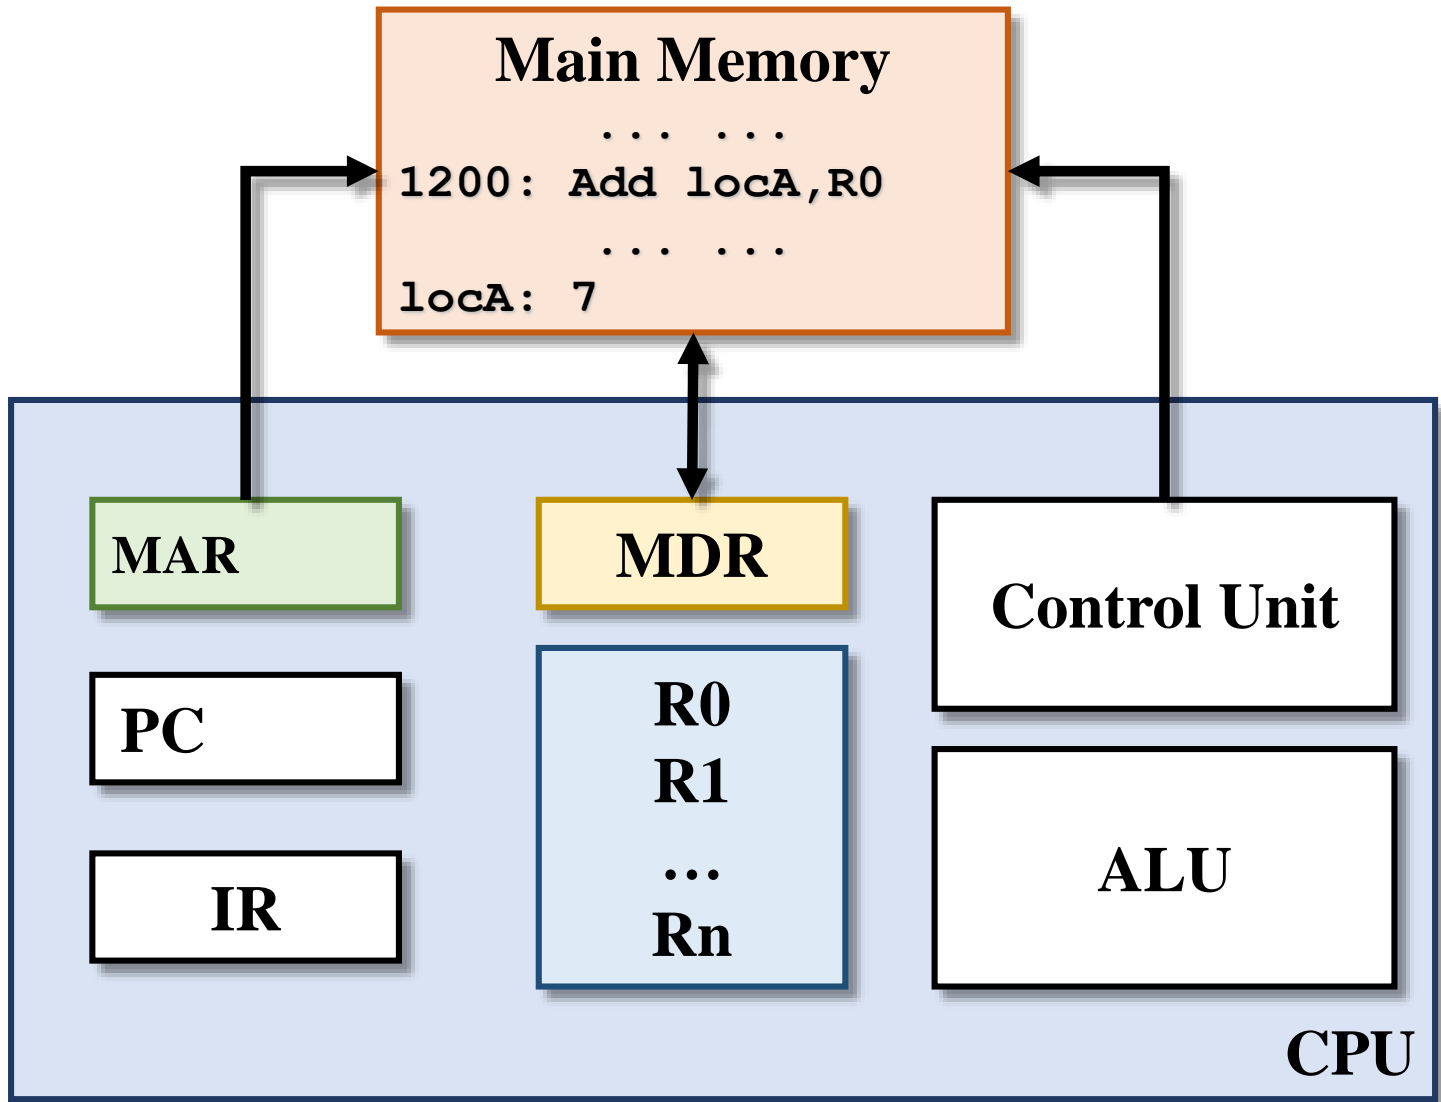 Main Memory
... ...
1200: Add locA,R0
... ...
locA: 7
MAR
MDR
Control Unit
PC
R0
R1
…
Rn
ALU
IR
CPU